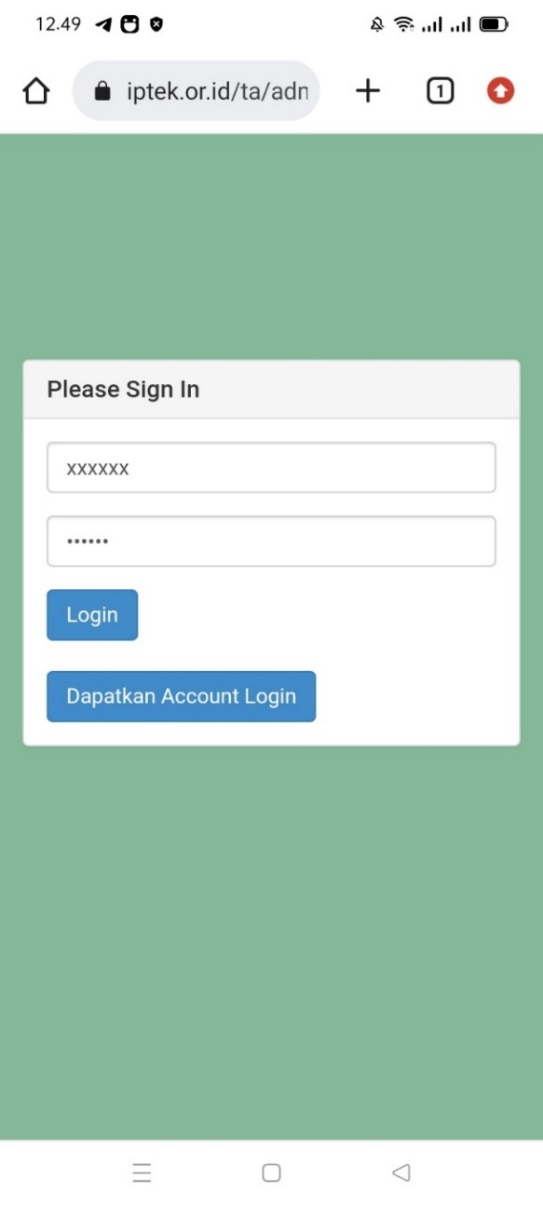 12.49
iptek.or.id/ta/adn
1
Please Sign In
xxxxxx
••••••
Login
Dapatkan Account Login